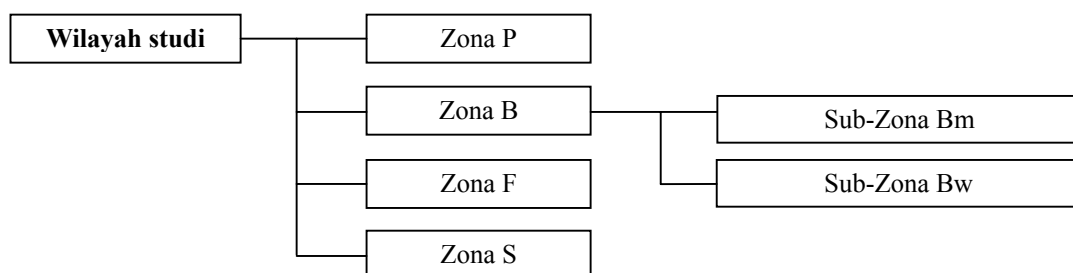 Wilayah studi
Zona P
Zona B
Sub-Zona Bm
Sub-Zona Bw
Zona F
Zona S